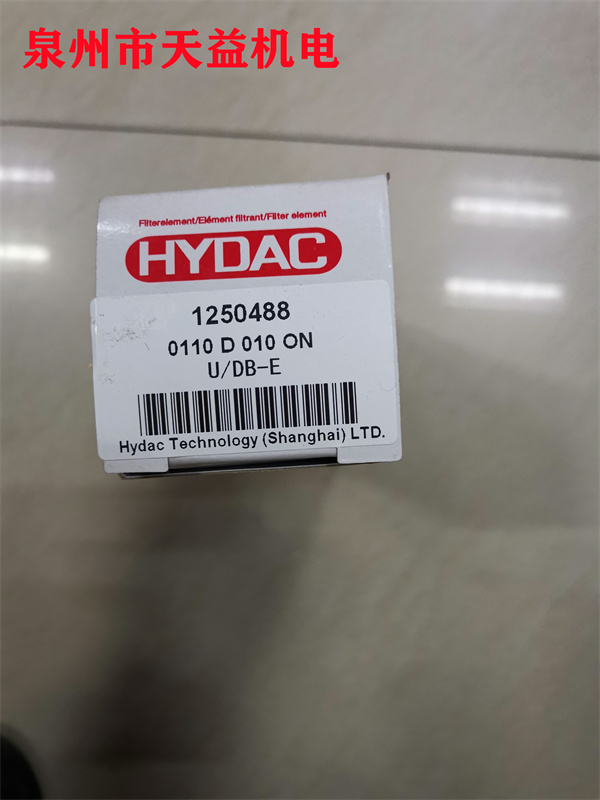 泉州市天益机电
Filterelement/Elément filtrant/Filter element
HYDAC
1250488
0110 D 010 ON
U/DB-E
Hydac Technology (Shanghai) LTD.